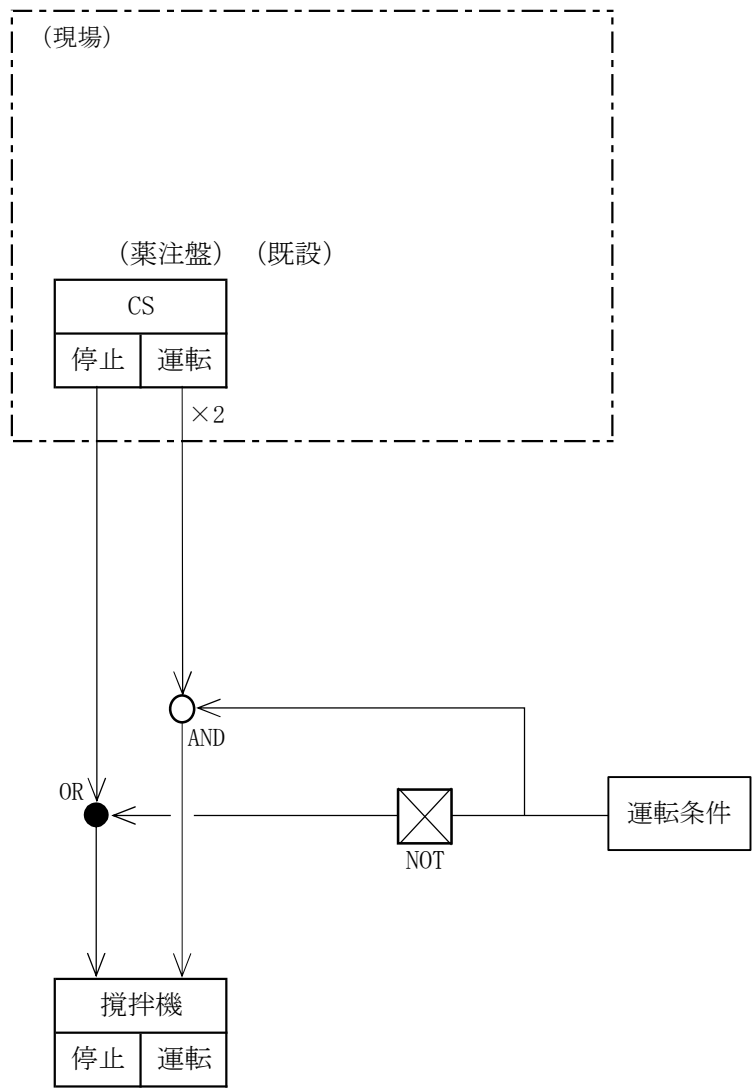 (現場)
(薬注盤) (既設)
CS
停止 運転
×2
AND
OR
運転条件
NOT
撹拌機
停止 運転